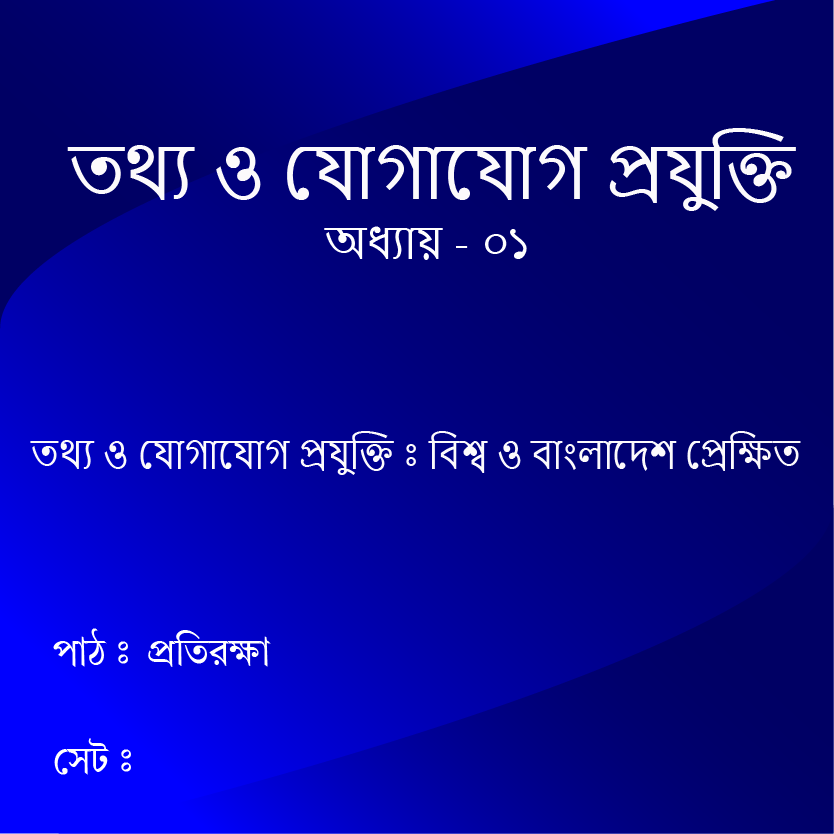 তথ্য ও যোগাযোগ প্রযুক্তি
অধ্যায় - ০১
তথ্য ও যোগাযোগ প্রযুক্তি ঃ বিশ্ব ও বাংলাদেশ প্রেক্ষিত
পাঠ ঃ প্রতিরক্ষা
সেট ঃ